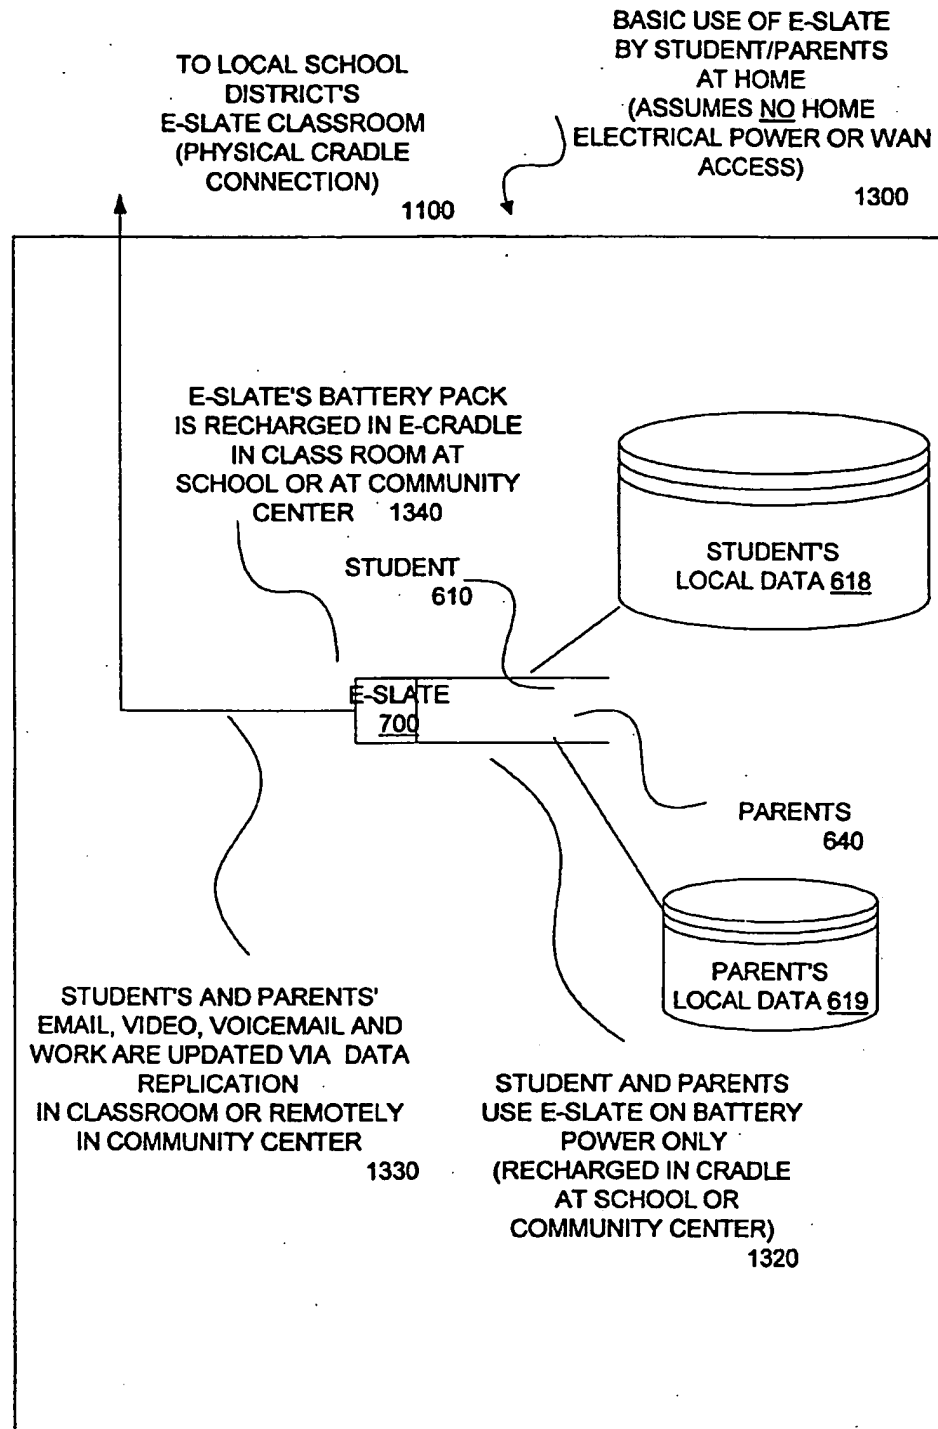 TO LOCAL SCHOOL
DISTRICT'S
E-SLATE CLASSROOM
(PHYSICAL CRADLE
CONNECTION)
1100
BASIC USE OF E-SLATE
BY STUDENT/PARENTS
AT HOME
(ASSUMES NO HOME
ELECTRICAL POWER OR WAN
ACCESS)
1300
E-SLATE'S BATTERY PACK
IS RECHARGED IN E-CRADLE
IN CLASS ROOM AT
SCHOOL OR AT COMMUNITY
CENTER 1340
STUDENT
610
STUDENT'S
LOCAL DATA 618
E-SLATE
700
PARENTS
640
PARENT'S
LOCAL DATA 619
STUDENT'S AND PARENTS'
EMAIL, VIDEO, VOICEMAIL AND
WORK ARE UPDATED VIA DATA
REPLICATION
IN CLASSROOM OR REMOTELY
IN COMMUNITY CENTER
1330
STUDENT AND PARENTS
USE E-SLATE ON BATTERY
POWER ONLY
(RECHARGED IN CRADLE
AT SCHOOL OR
COMMUNITY CENTER)
1320